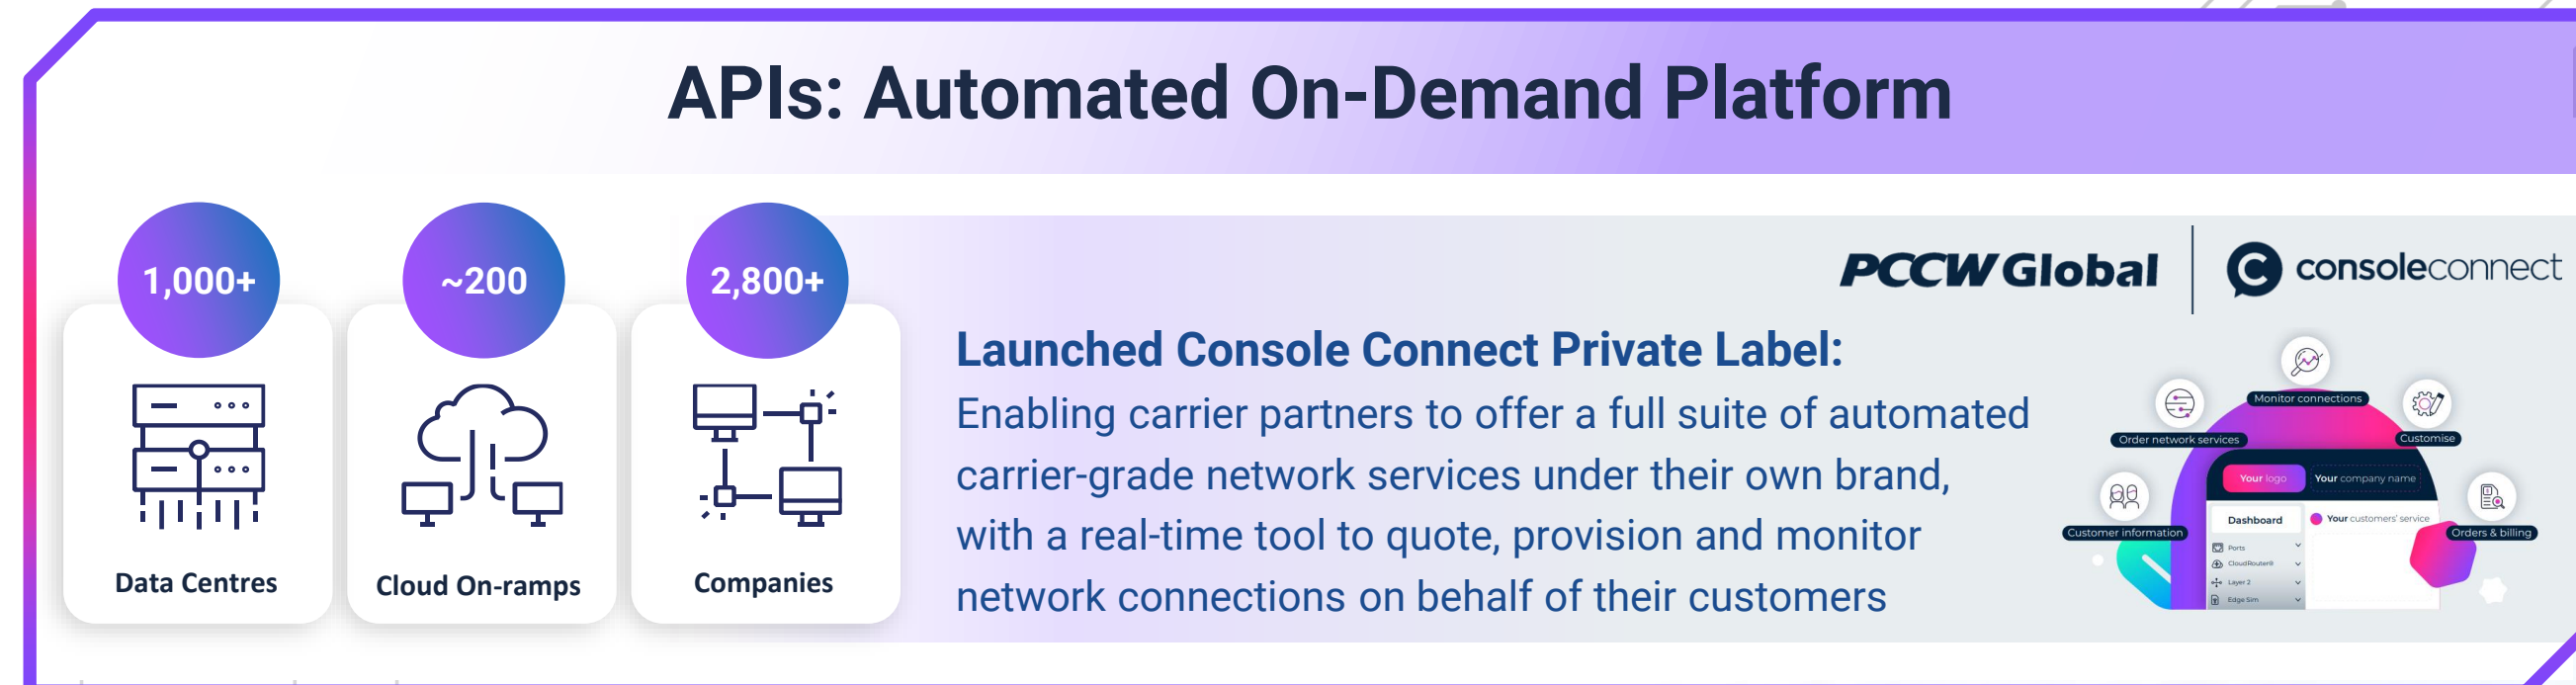 APIs: Automated On-Demand Platform
1,000+
Data Centres
~200
Cloud On-ramps
2,800+
Companies
PCCW Global
consoleconnect
Launched Console Connect Private Label:
Enabling carrier partners to offer a full suite of automated
carrier-grade network services under their own brand,
with a real-time tool to quote, provision and monitor
network connections on behalf of their customers
Monitor connections
Order network services
Customise
Customer information
Orders & billing
Your logo
Your company name
Dashboard
Your customers' service
Ports
CloudRouter®
Layer 2
Edge Sim